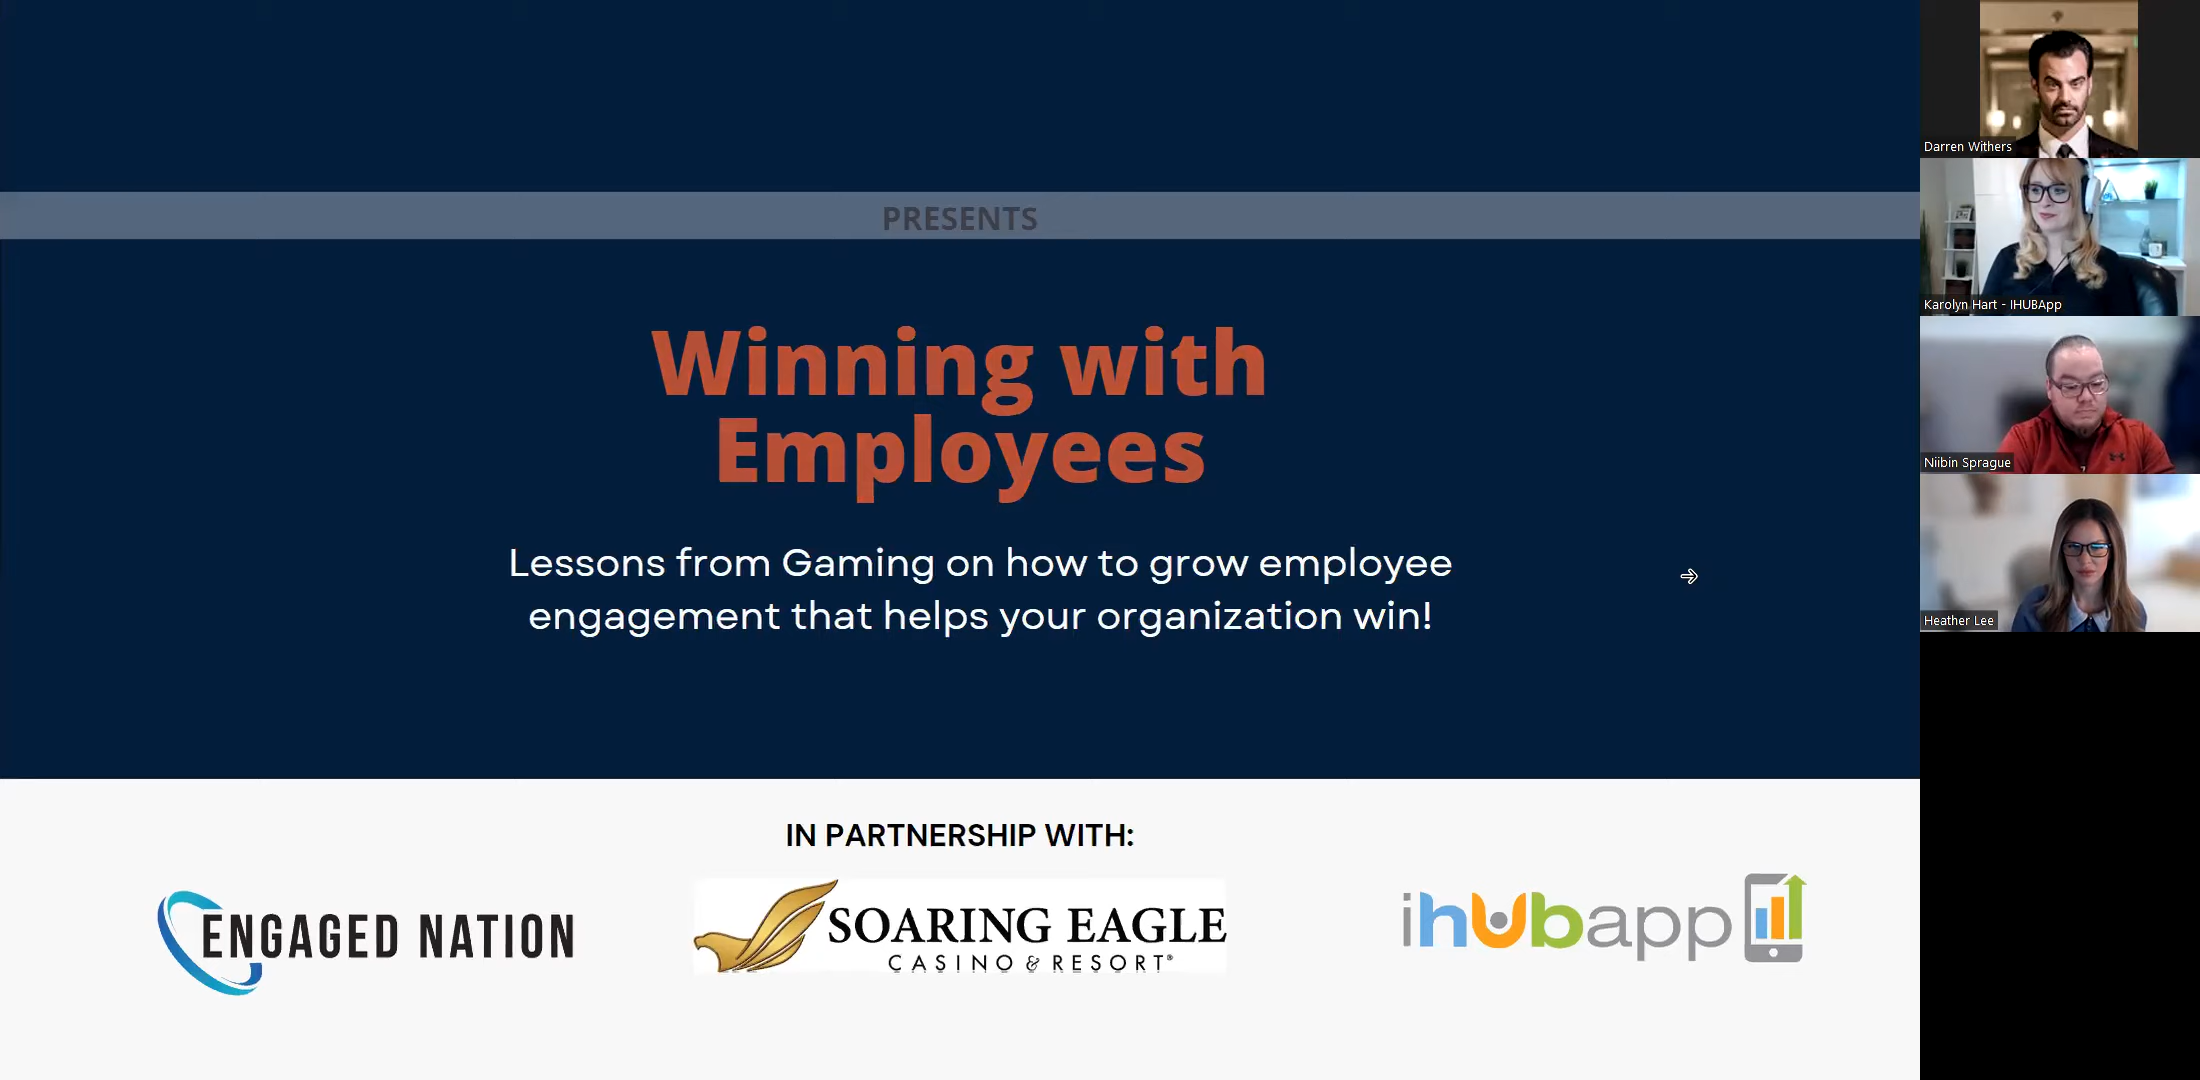 PRESENTS
Winning with
Employees
Lessons from Gaming on how to grow employee
engagement that helps your organization win!
IN PARTNERSHIP WITH:
ENGAGED NATION
SOARING EAGLE
CASINO & RESORT®
ihubapp
Darren Withers
Karolyn Hart - IHUBApp
Niibin Sprague
Heather Lee